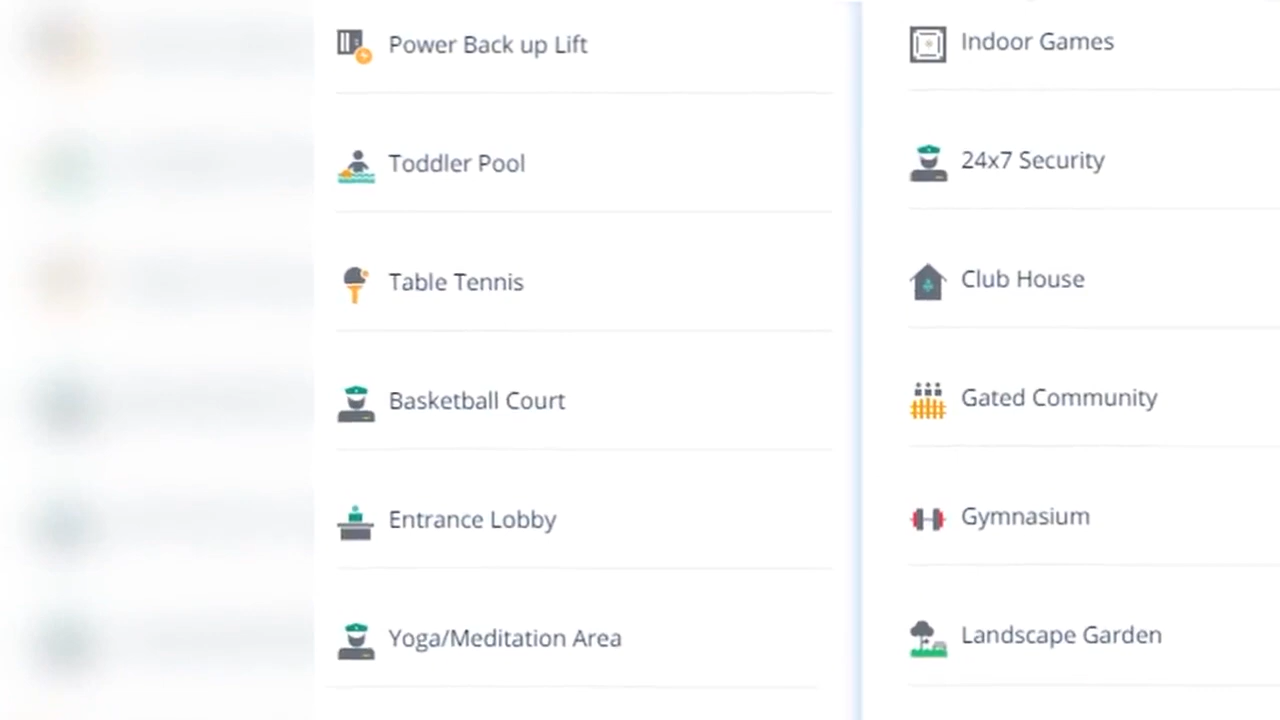 Power Back up Lift
Toddler Pool
Table Tennis
Basketball Court
Entrance Lobby
Yoga/Meditation Area
Indoor Games
24x7 Security
Club House
Gated Community
Gymnasium
Landscape Garden